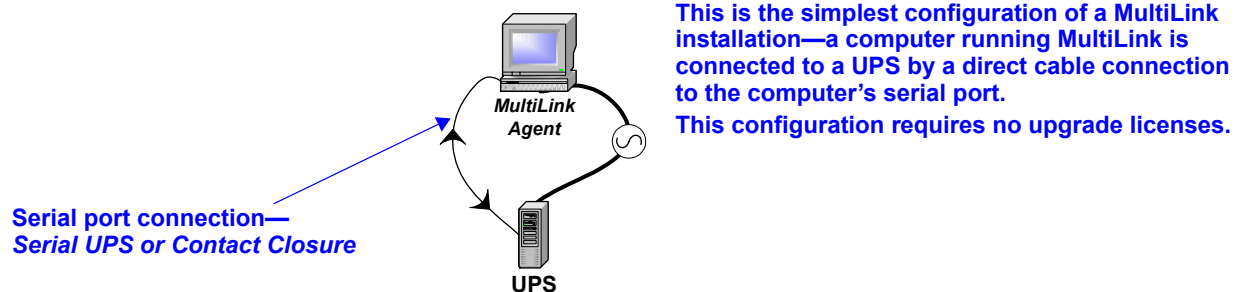 This is the simplest configuration of a MultiLink
installation—a computer running MultiLink is
connected to a UPS by a direct cable connection
to the computer’s serial port.
This configuration requires no upgrade licenses.
MultiLink
Agent
Serial port connection—
Serial UPS or Contact Closure
UPS